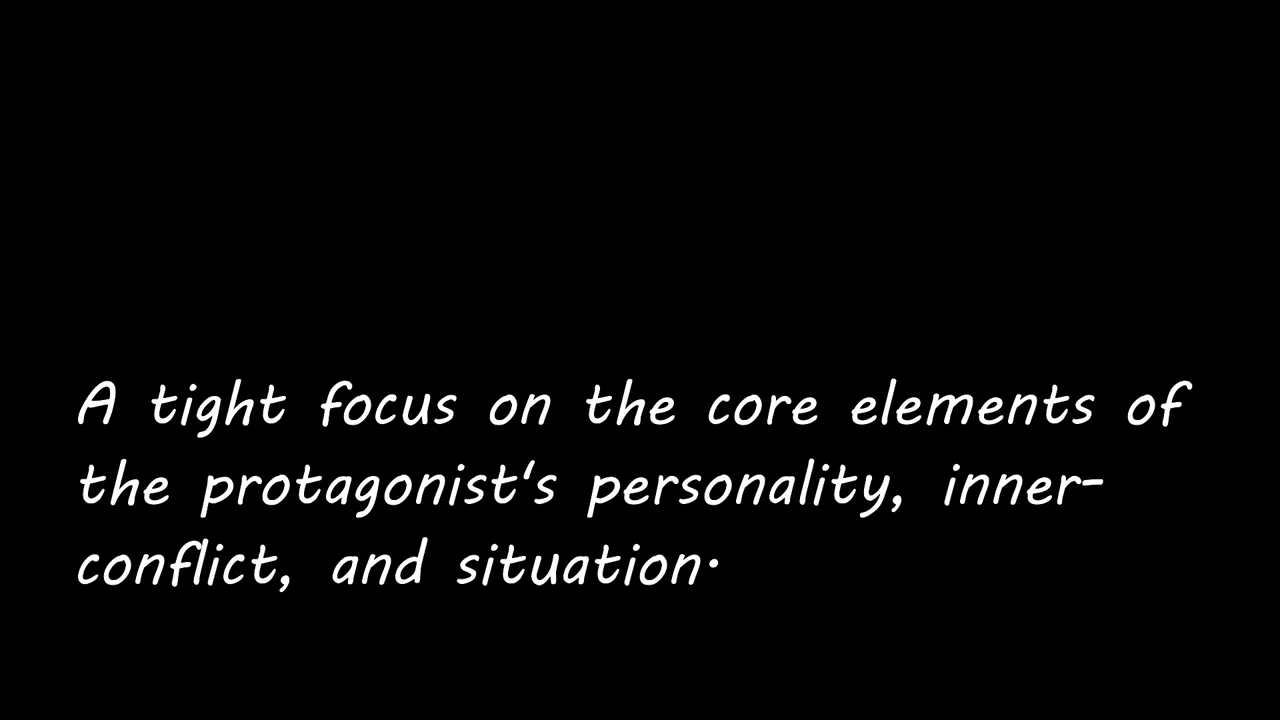 A tight focus on the core elements of
the protagonist's personality, inner-
conflict, and situation.